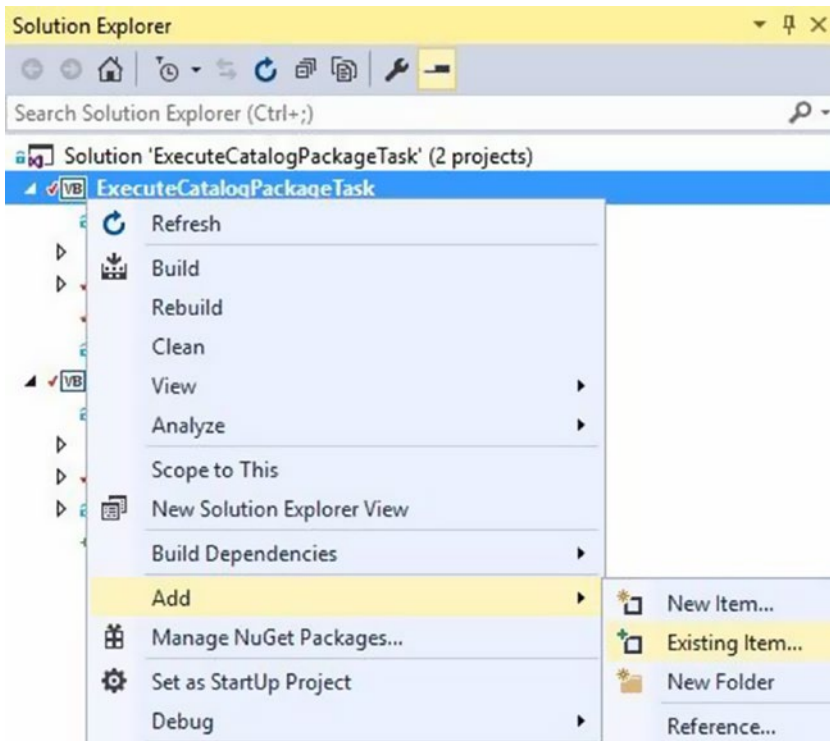 Solution Explorer
Search Solution Explorer (Ctrl+;)
Solution 'ExecuteCatalogPackageTask' (2 projects)
VB ExecuteCatalogPackageTask
Refresh
Build
Rebuild
Clean
View
VB
Analyze
Scope to This
New Solution Explorer View
Build Dependencies
Add
New Item...
Manage NuGet Packages...
Existing Item...
Set as StartUp Project
New Folder
Debug
Reference...